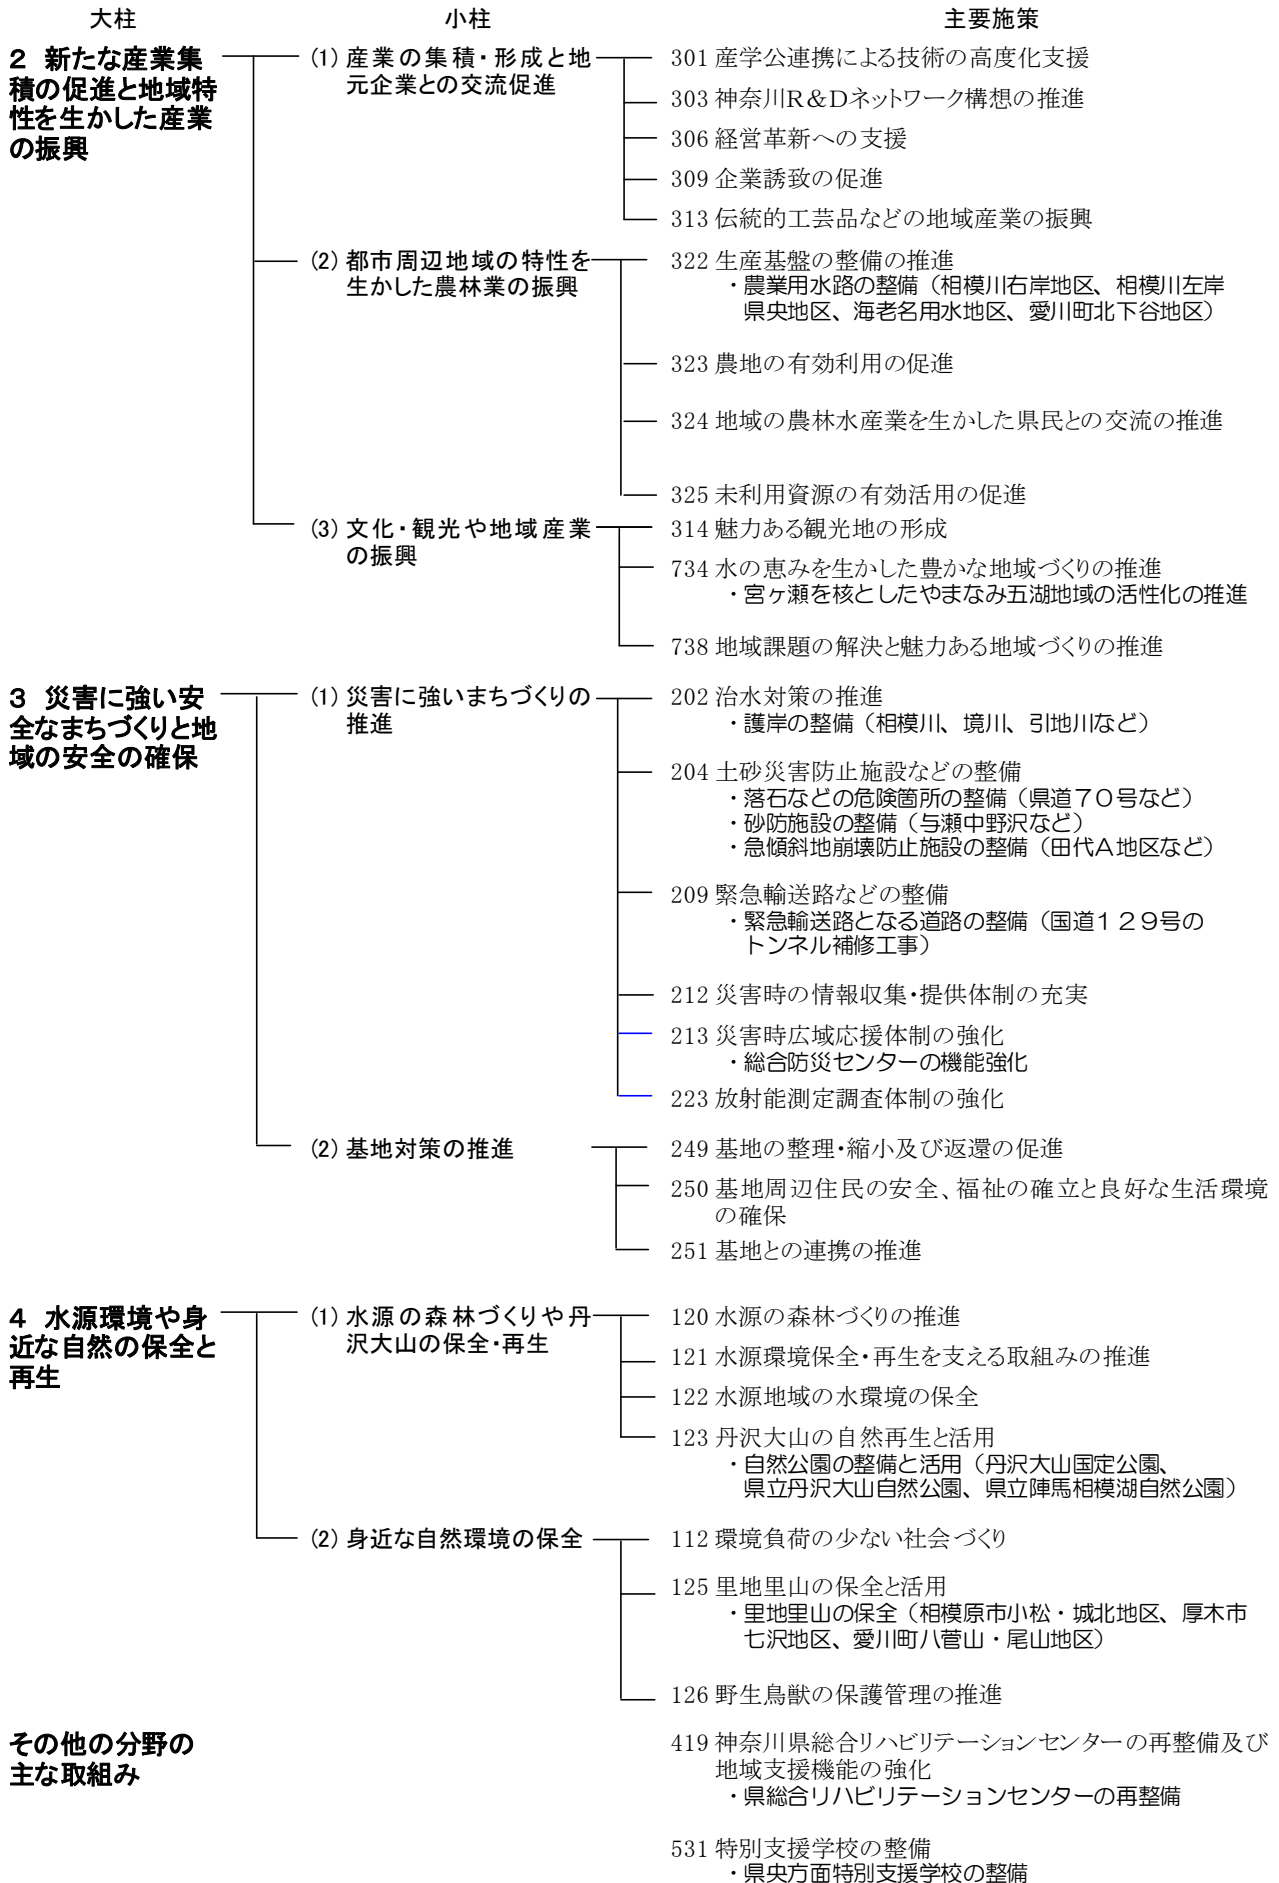 大柱 小柱 主要施策
2 新たな産業集
積の促進と地域特
性を生かした産業
の振興
(1) 産業の集積・形成と地
元企業との交流促進
301 産学公連携による技術の高度化支援
303 神奈川R&Dネットワーク構想の推進
306 経営革新への支援
309 企業誘致の促進
313 伝統的工芸品などの地域産業の振興
(2) 都市周辺地域の特性を
生かした農林業の振興
322 生産基盤の整備の推進
・農業用水路の整備（相模川右岸地区、相模川左岸
県央地区、海老名用水地区、愛川町北下谷地区）
323 農地の有効利用の促進
324 地域の農林水産業を生かした県民との交流の推進
325 未利用資源の有効活用の促進
(3) 文化・観光や地域産業
の振興
314 魅力ある観光地の形成
734 水の恵みを生かした豊かな地域づくりの推進
・宮ヶ瀬を核としたやまなみ五湖地域の活性化の推進
738 地域課題の解決と魅力ある地域づくりの推進
3 災害に強い安
全なまちづくりと地
域の安全の確保
(1) 災害に強いまちづくりの
推進
202 治水対策の推進
・護岸の整備（相模川、境川、引地川など）
204 土砂災害防止施設などの整備
・落石などの危険箇所の整備（県道７０号など）
・砂防施設の整備（与瀬中野沢など）
・急傾斜地崩壊防止施設の整備（田代Ａ地区など）
209 緊急輸送路などの整備
・緊急輸送路となる道路の整備（国道１２９号の
トンネル補修工事）
212 災害時の情報収集・提供体制の充実
213 災害時広域応援体制の強化
・総合防災センターの機能強化
223 放射能測定調査体制の強化
(2) 基地対策の推進
249 基地の整理・縮小及び返還の促進
250 基地周辺住民の安全、福祉の確立と良好な生活環境
の確保
251 基地との連携の推進
4 水源環境や身
近な自然の保全と
再生
(1) 水源の森林づくりや丹
沢大山の保全・再生
120 水源の森林づくりの推進
121 水源環境保全・再生を支える取組みの推進
122 水源地域の水環境の保全
123 丹沢大山の自然再生と活用
・自然公園の整備と活用（丹沢大山国定公園、
県立丹沢大山自然公園、県立陣馬相模湖自然公園）
(2) 身近な自然環境の保全
112 環境負荷の少ない社会づくり
125 里地里山の保全と活用
・里地里山の保全（相模原市小松・城北地区、厚木市
七沢地区、愛川町八菅山・尾山地区）
126 野生鳥獣の保護管理の推進
その他の分野の
主な取組み
419 神奈川県総合リハビリテーションセンターの再整備及び
地域支援機能の強化
・県総合リハビリテーションセンターの再整備
531 特別支援学校の整備
・県央方面特別支援学校の整備